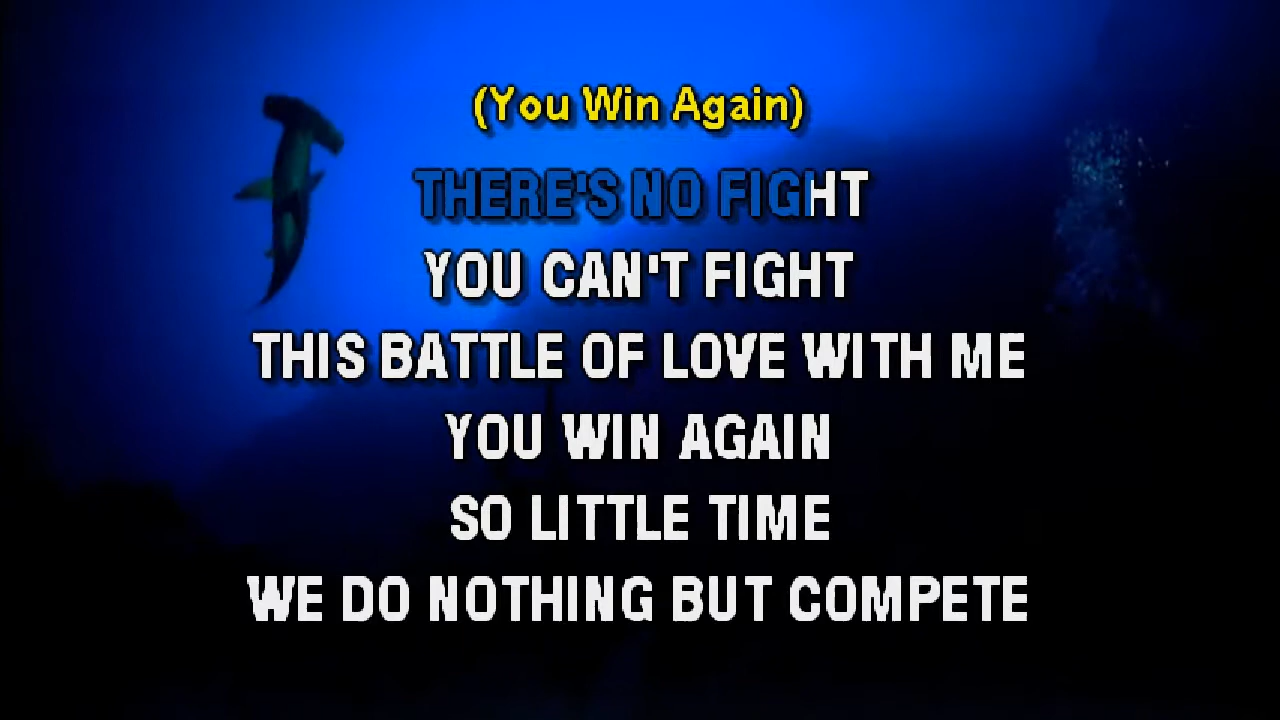 (You Win Again)
THERE'S NO FIGHT
YOU CAN'T FIGHT
THIS BATTLE OF LOVE WITH ME
YOU WIN AGAIN
SO LITTLE TIME
WE DO NOTHING BUT COMPETE